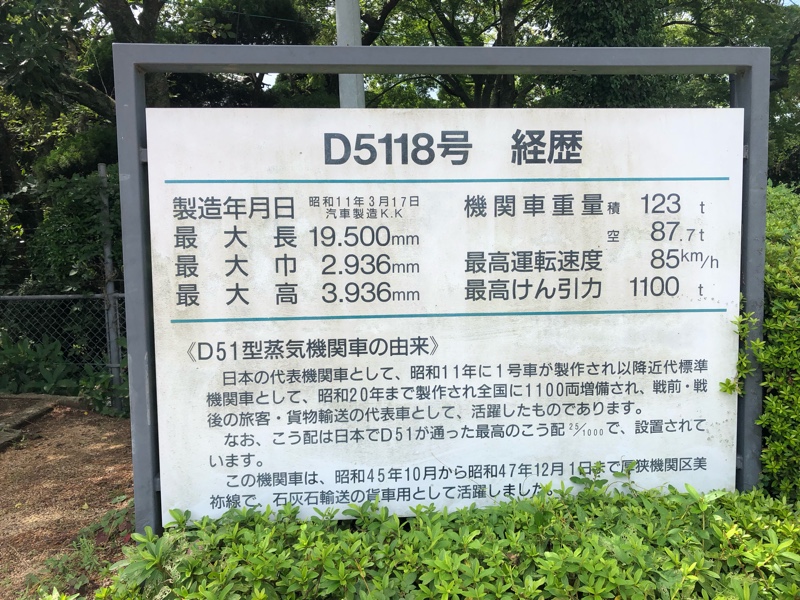 D5118号　経歴
製造年月日　昭和11年3月17日
汽車製造K.K
最大長　19.500mm
最大巾　2.936mm
最大高　3.936mm
機関車重量積　123 t
空　87.7t
最高運転速度　85km/h
最高けん引力　1100 t
《D51型蒸気機関車の由来》
日本の代表機関車として、昭和11年に1号車が製作され以降近代標準
機関車として、昭和20年まで製作され全国に1100両増備され、戦前・戦
後の旅客・貨物輸送の代表車として、活躍したものであります。
なお、こう配は日本でD51が通った最高のこう配25/1000で、設置されて
います。
この機関車は、昭和45年10月から昭和47年12月1日まで厚狭機関区美
祢線で、石灰石輸送の貨車用として活躍しました。